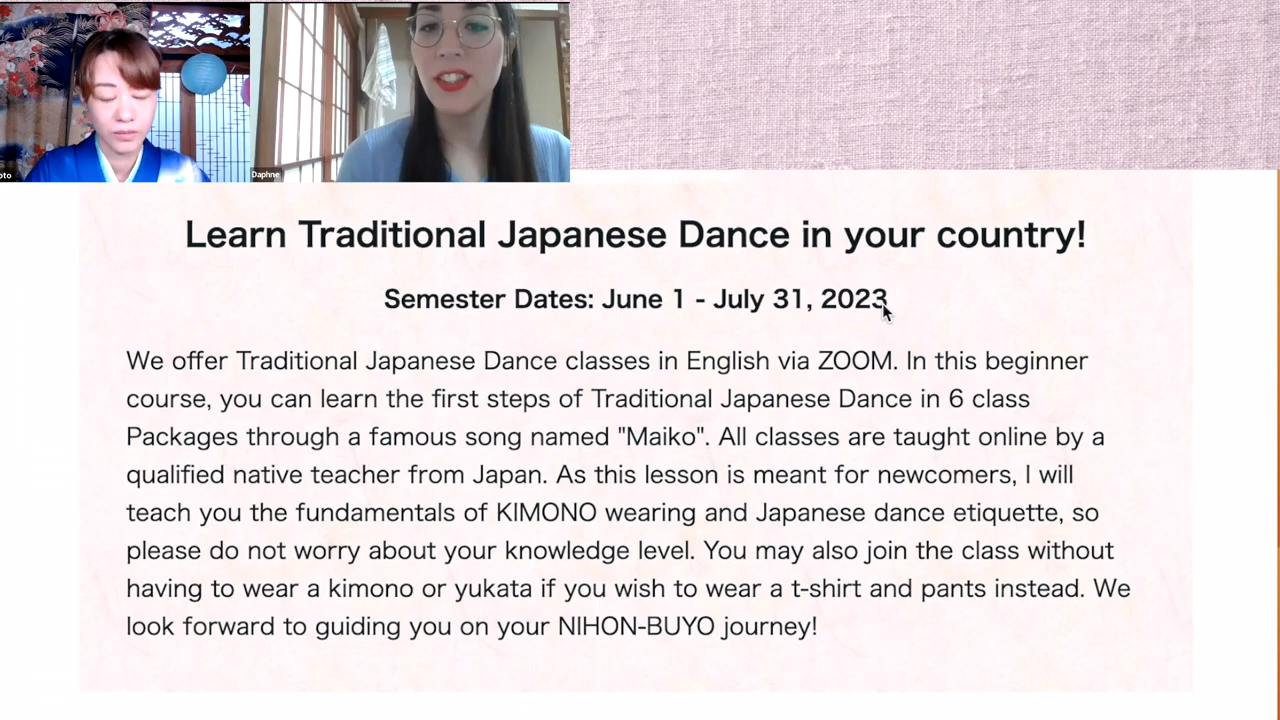 oto
Daphne
Learn Traditional Japanese Dance in your country!
Semester Dates: June 1 - July 31, 2023
We offer Traditional Japanese Dance classes in English via ZOOM. In this beginner
course, you can learn the first steps of Traditional Japanese Dance in 6 class
Packages through a famous song named "Maiko". All classes are taught online by a
qualified native teacher from Japan. As this lesson is meant for newcomers, I will
teach you the fundamentals of KIMONO wearing and Japanese dance etiquette, so
please do not worry about your knowledge level. You may also join the class without
having to wear a kimono or yukata if you wish to wear a t-shirt and pants instead. We
look forward to guiding you on your NIHON-BUYO journey!